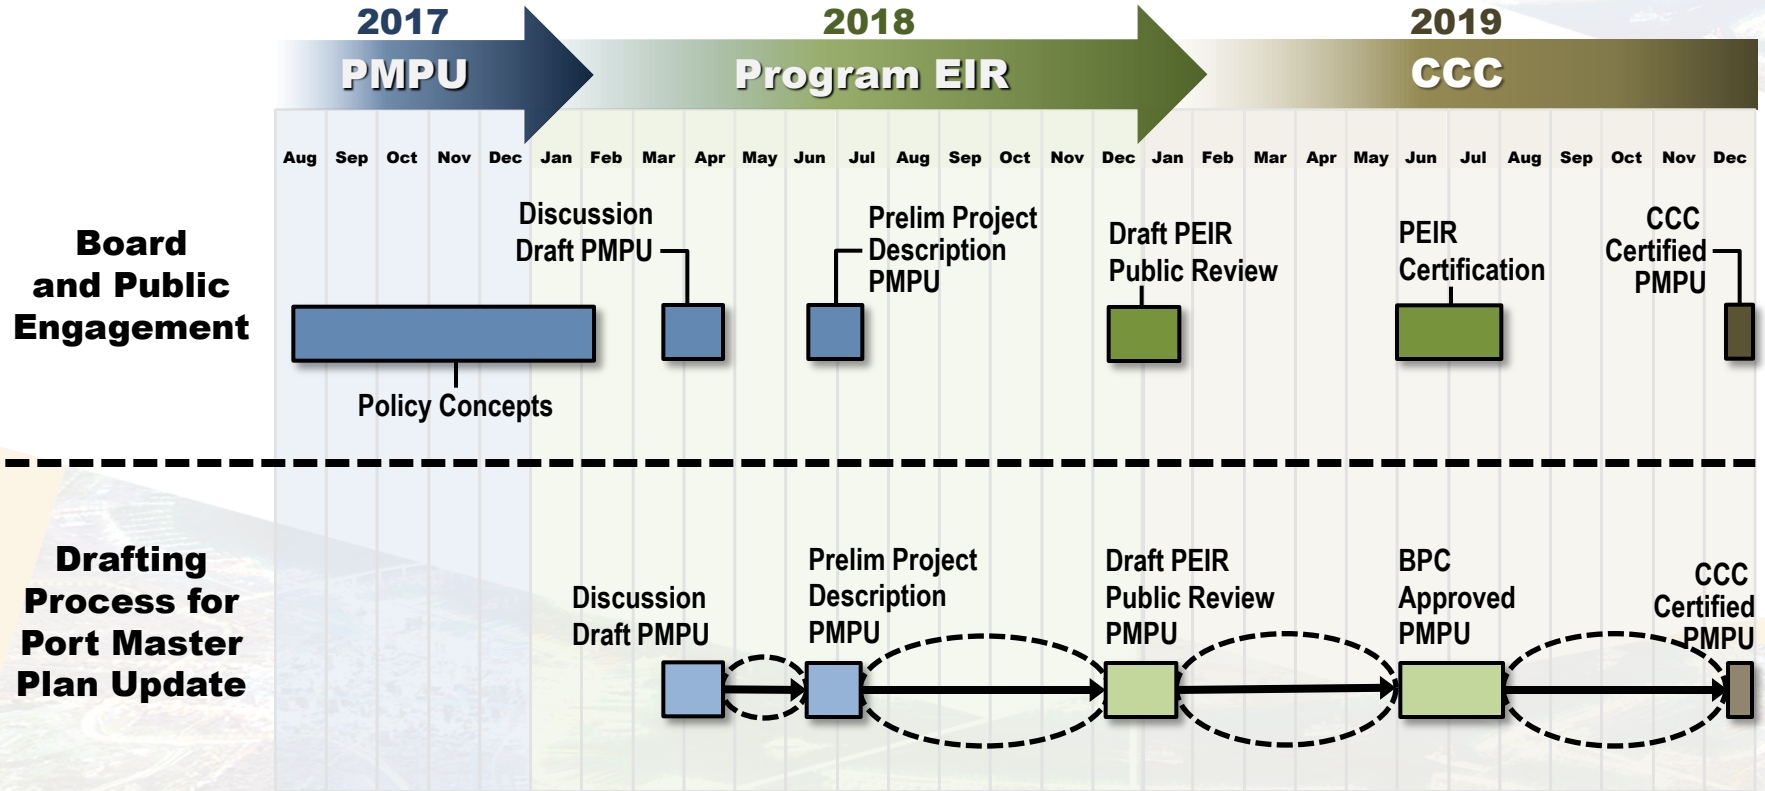 2017
2018
2019
PMPU
Program EIR
CCC
Aug Sep Oct Nov Dec Jan Feb Mar Apr May Jun Jul Aug Sep Oct Nov Dec Jan Feb Mar Apr May Jun Jul Aug Sep Oct Nov Dec
Board
and Public
Engagement
Discussion
Draft PMPU
Prelim Project
Description
PMPU
Draft PEIR
Public Review
PEIR
Certification
CCC
Certified
PMPU
Policy Concepts
Drafting
Process for
Port Master
Plan Update
Discussion
Draft PMPU
Prelim Project
Description
PMPU
Draft PEIR
Public Review
PMPU
BPC
Approved
PMPU
CCC
Certified
PMPU